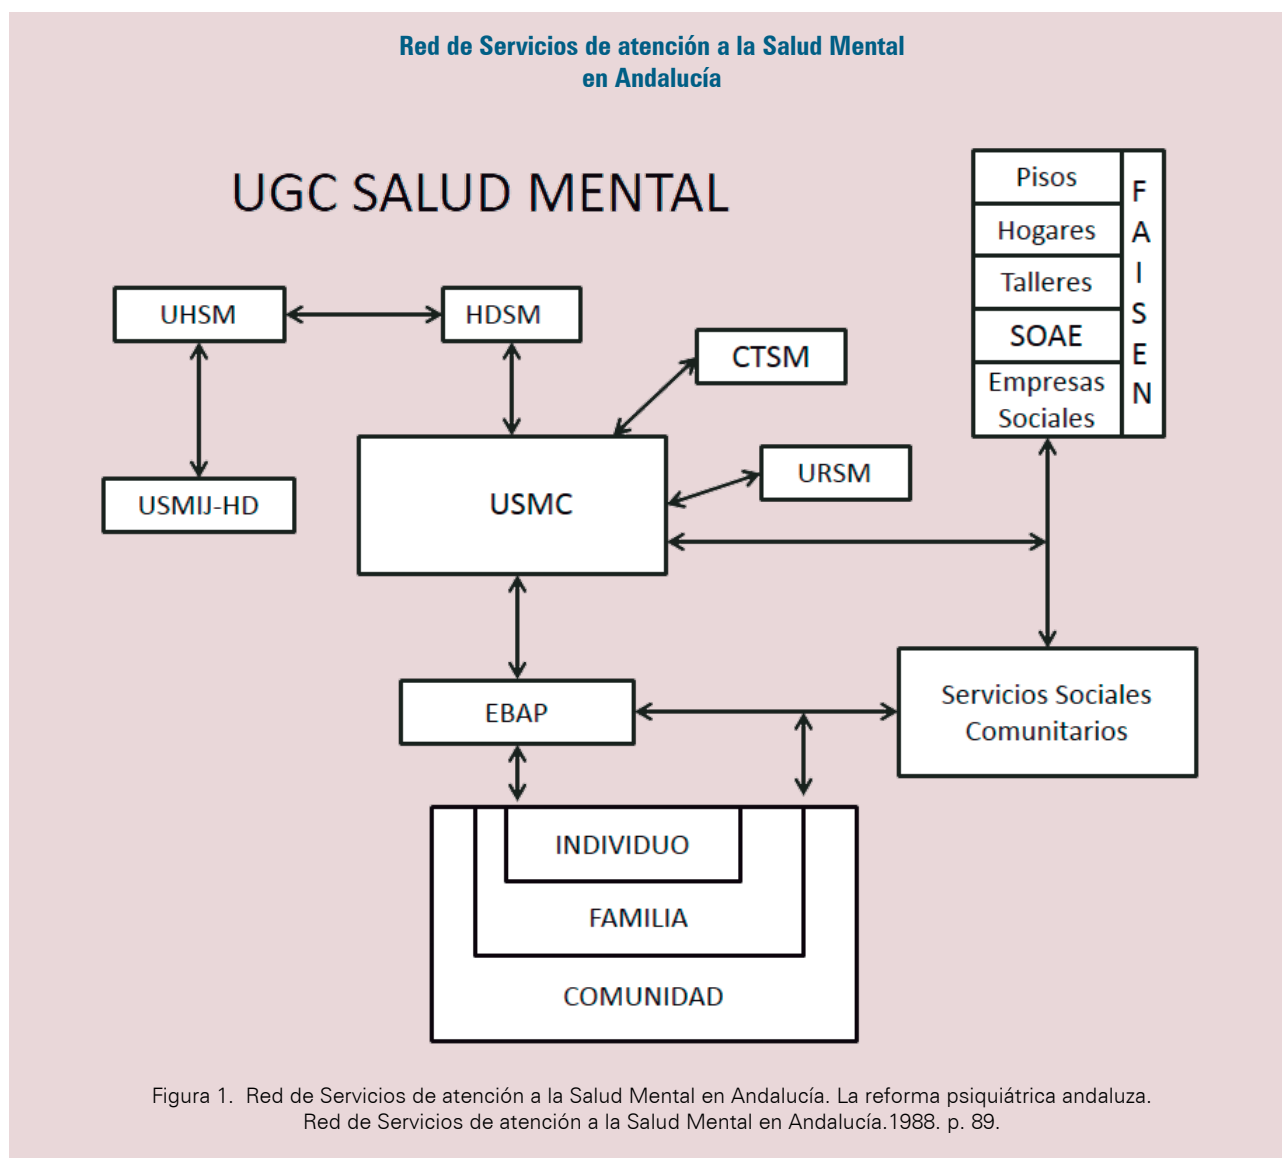 Red de Servicios de atención a la Salud Mental
en Andalucía
UGC SALUD MENTAL
Pisos
Hogares
Talleres
SOAE
Empresas
Sociales
F
A
I
S
E
N
UHSM
HDSM
CTSM
URSM
USMIJ-HD
USMC
EBAP
Servicios Sociales
Comunitarios
INDIVIDUO
FAMILIA
COMUNIDAD
Figura 1. Red de Servicios de atención a la Salud Mental en Andalucía. La reforma psiquiátrica andaluza.
Red de Servicios de atención a la Salud Mental en Andalucía.1988. p. 89.